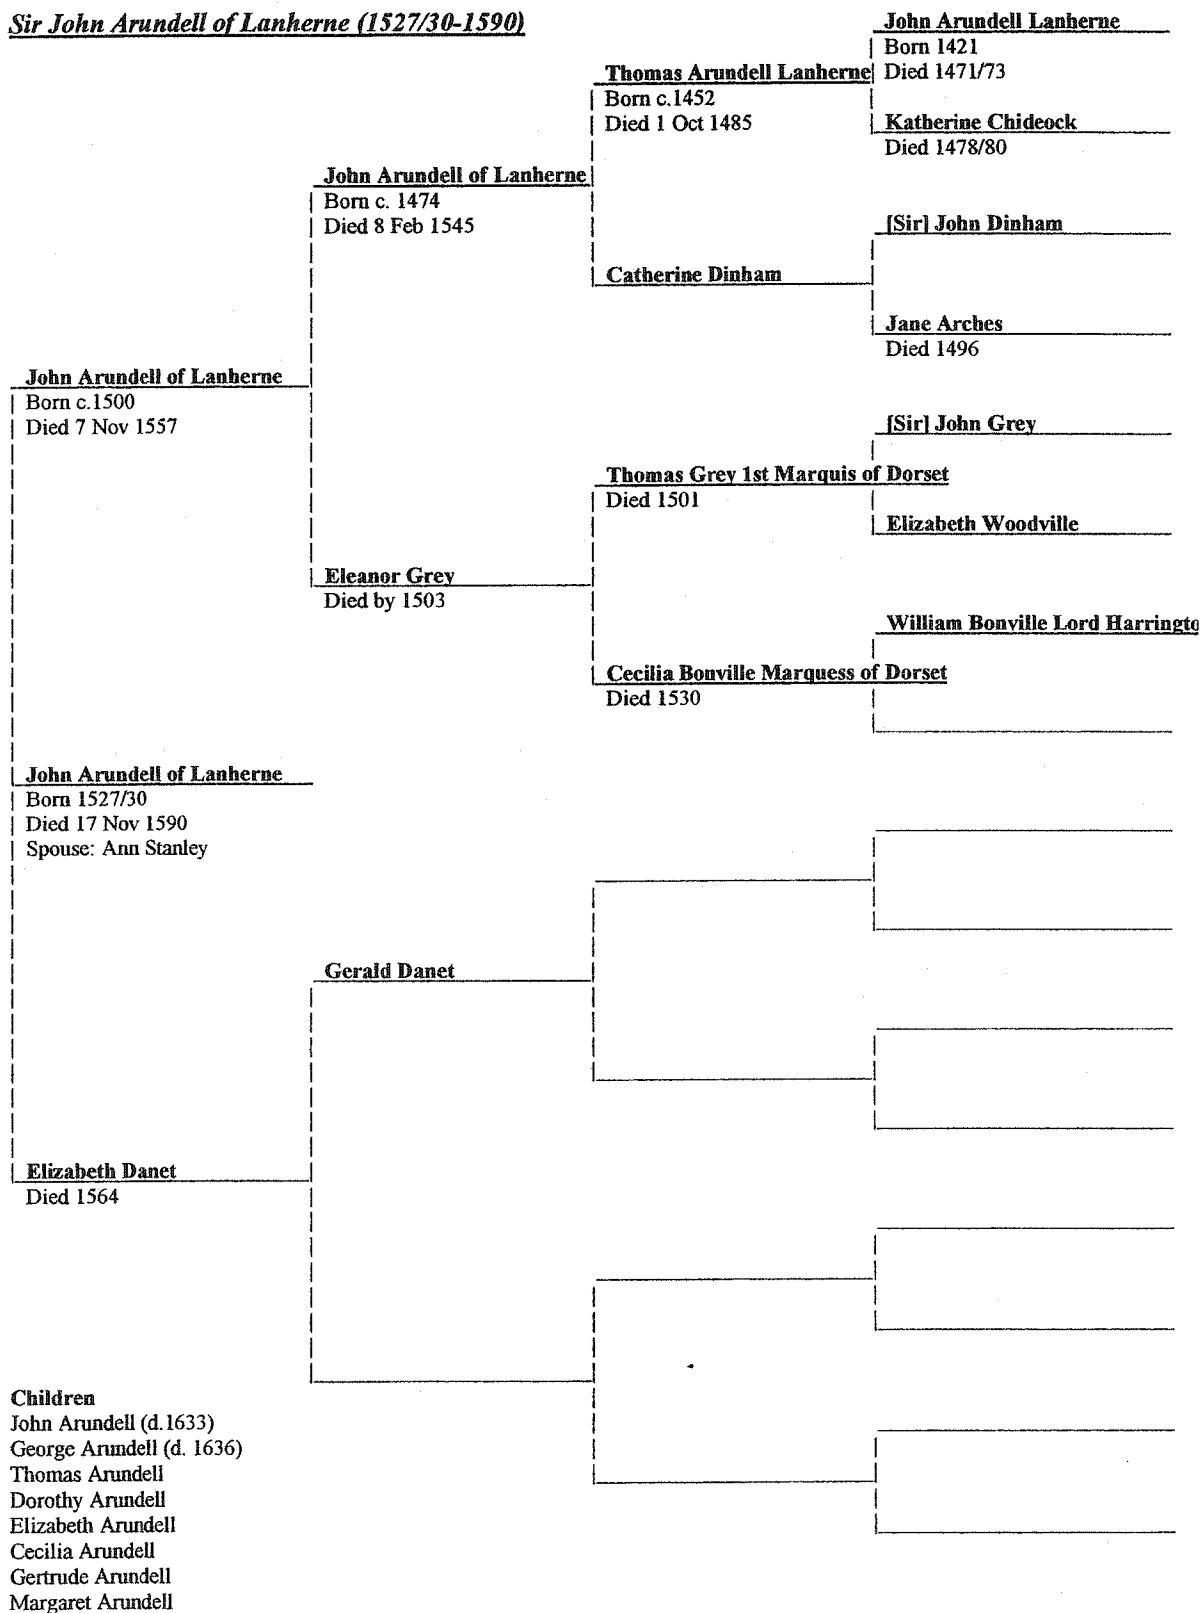 Sir John Arundell of Lanherne (1527/30-1590)
John Arundell Lanherne
Born 1421
Died 1471/73
Thomas Arundell Lanherne
Born c.1452
Died 1 Oct 1485
Katherine Chideock
Died 1478/80
John Arundell of Lanherne
Born c. 1474
Died 8 Feb 1545
[Sir] John Dinham
Catherine Dinham
Jane Arches
Died 1496
John Arundell of Lanherne
Born c.1500
Died 7 Nov 1557
[Sir] John Grey
Thomas Grey 1st Marquis of Dorset
Died 1501
Elizabeth Woodville
Eleanor Grey
Died by 1503
William Bonville Lord Harringto
Cecilia Bonville Marquess of Dorset
Died 1530
John Arundell of Lanherne
Born 1527/30
Died 17 Nov 1590
Spouse: Ann Stanley
Gerald Danet
Elizabeth Danet
Died 1564
Children
John Arundell (d.1633)
George Arundell (d. 1636)
Thomas Arundell
Dorothy Arundell
Elizabeth Arundell
Cecilia Arundell
Gertrude Arundell
Margaret Arundell